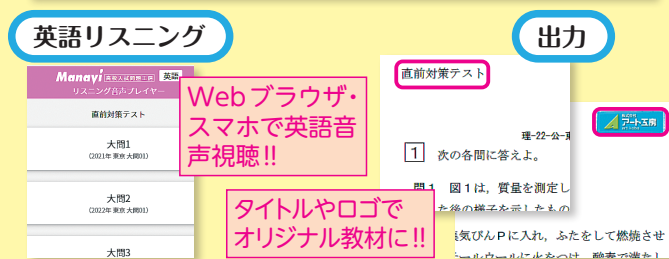 英語リスニング
Manavi 高校入試問題工房 英語
リスニング音声プレイヤー
直前対策テスト
大問1
(2021年 東京 大問01)
大問2
(2022年 東京 大問01)
大問3
Webブラウザ・
スマホで英語音
声視聴!!
タイトルやロゴで
オリジナル教材に!!
出力
直前対策テスト
アート工房
理-22-公-東
1 次の各問に答えよ。
問1 図1は，質量を測定し
た後の様子を示したもの
気びんPに入れ，ふたをして燃焼させ